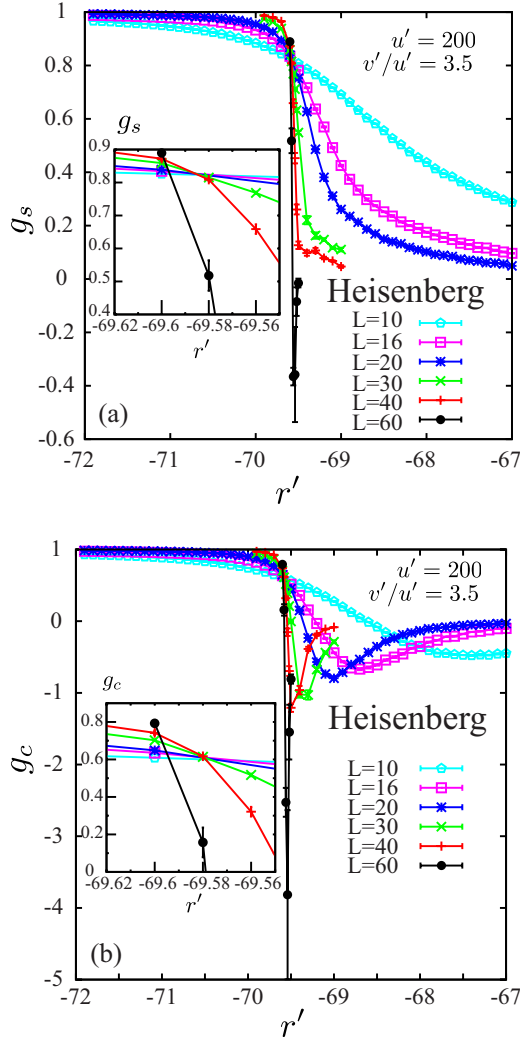 1
0.8
0.6
0.4
0.2
0
-0.2
-0.4
-0.6
g_s
u′ = 200
v′/u′ = 3.5
g_s
0.9
0.8
0.7
0.6
0.5
0.4
-69.62 -69.6 -69.58 -69.56
r′
Heisenberg
L=10
L=16
L=20
L=30
L=40
L=60
(a)
-72 -71 -70 -69 -68 -67
r′
1
0
-1
-2
-3
-4
-5
g_c
u′ = 200
v′/u′ = 3.5
g_c
0.8
0.6
0.4
0.2
0
-69.62 -69.6 -69.58 -69.56
r′
Heisenberg
L=10
L=16
L=20
L=30
L=40
L=60
(b)
-72 -71 -70 -69 -68 -67
r′